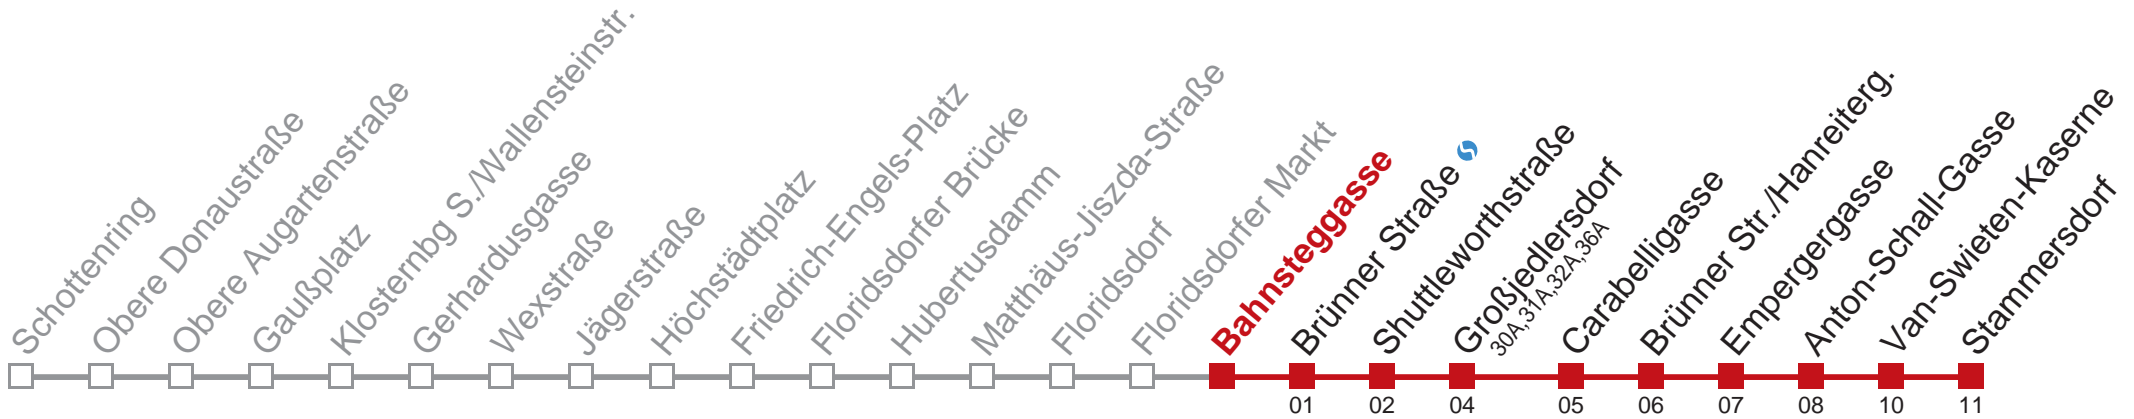 Schottenring
Obere Donaustraße
Obere Augartenstraße
Gaußplatz
Klosternbg S./Wallensteinstr.
Gerhardusgasse
Wexstraße
Jägerstraße
Höchstädtplatz
Friedrich-Engels-Platz
Floridsdorfer Brücke
Hubertusdamm
Matthäus-Jiszda-Straße
Floridsdorf
Floridsdorfer Markt
Bahnsteggasse
Brünner Straße
Shuttleworthstraße
Großjedlersdorf
30A,31A,32A,36A
Carabelligasse
Brünner Str./Hanreiterg.
Empergergasse
Anton-Schall-Gasse
Van-Swieten-Kaserne
Stammersdorf
01 02 04 05 06 07 08 10 11